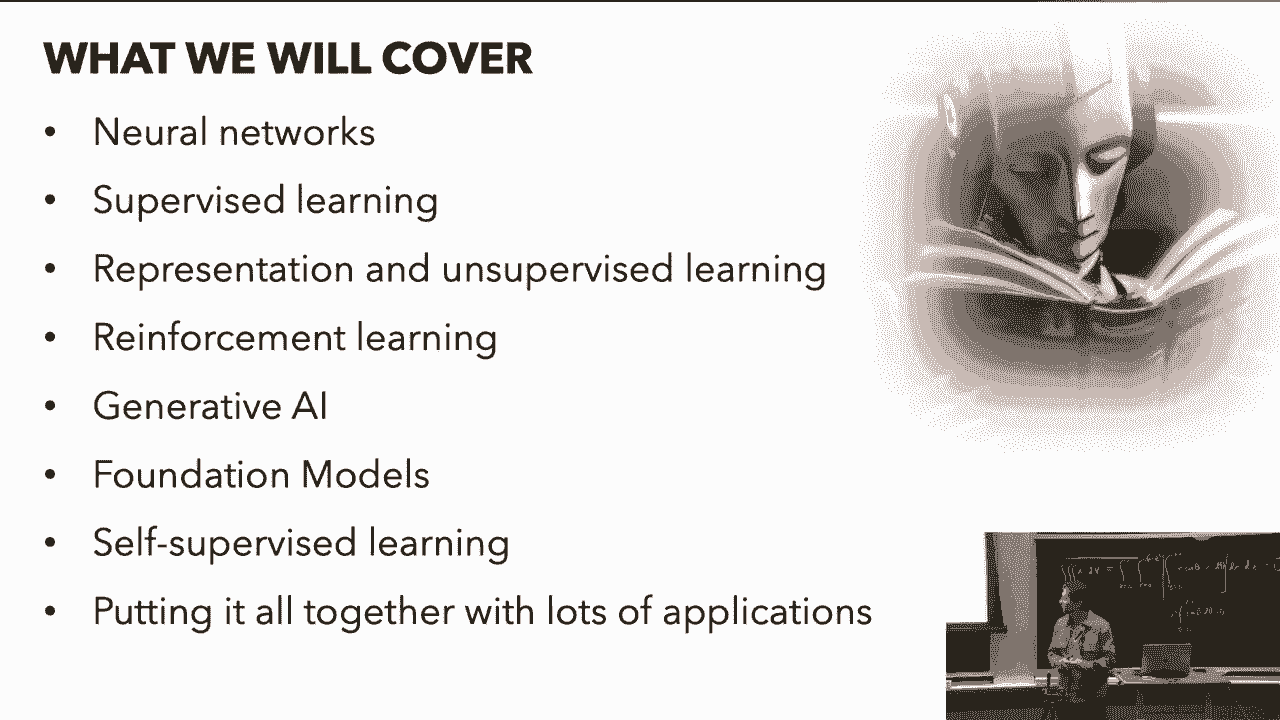 WHAT WE WILL COVER
• Neural networks
• Supervised learning
• Representation and unsupervised learning
• Reinforcement learning
• Generative AI
• Foundation Models
• Self-supervised learning
• Putting it all together with lots of applications